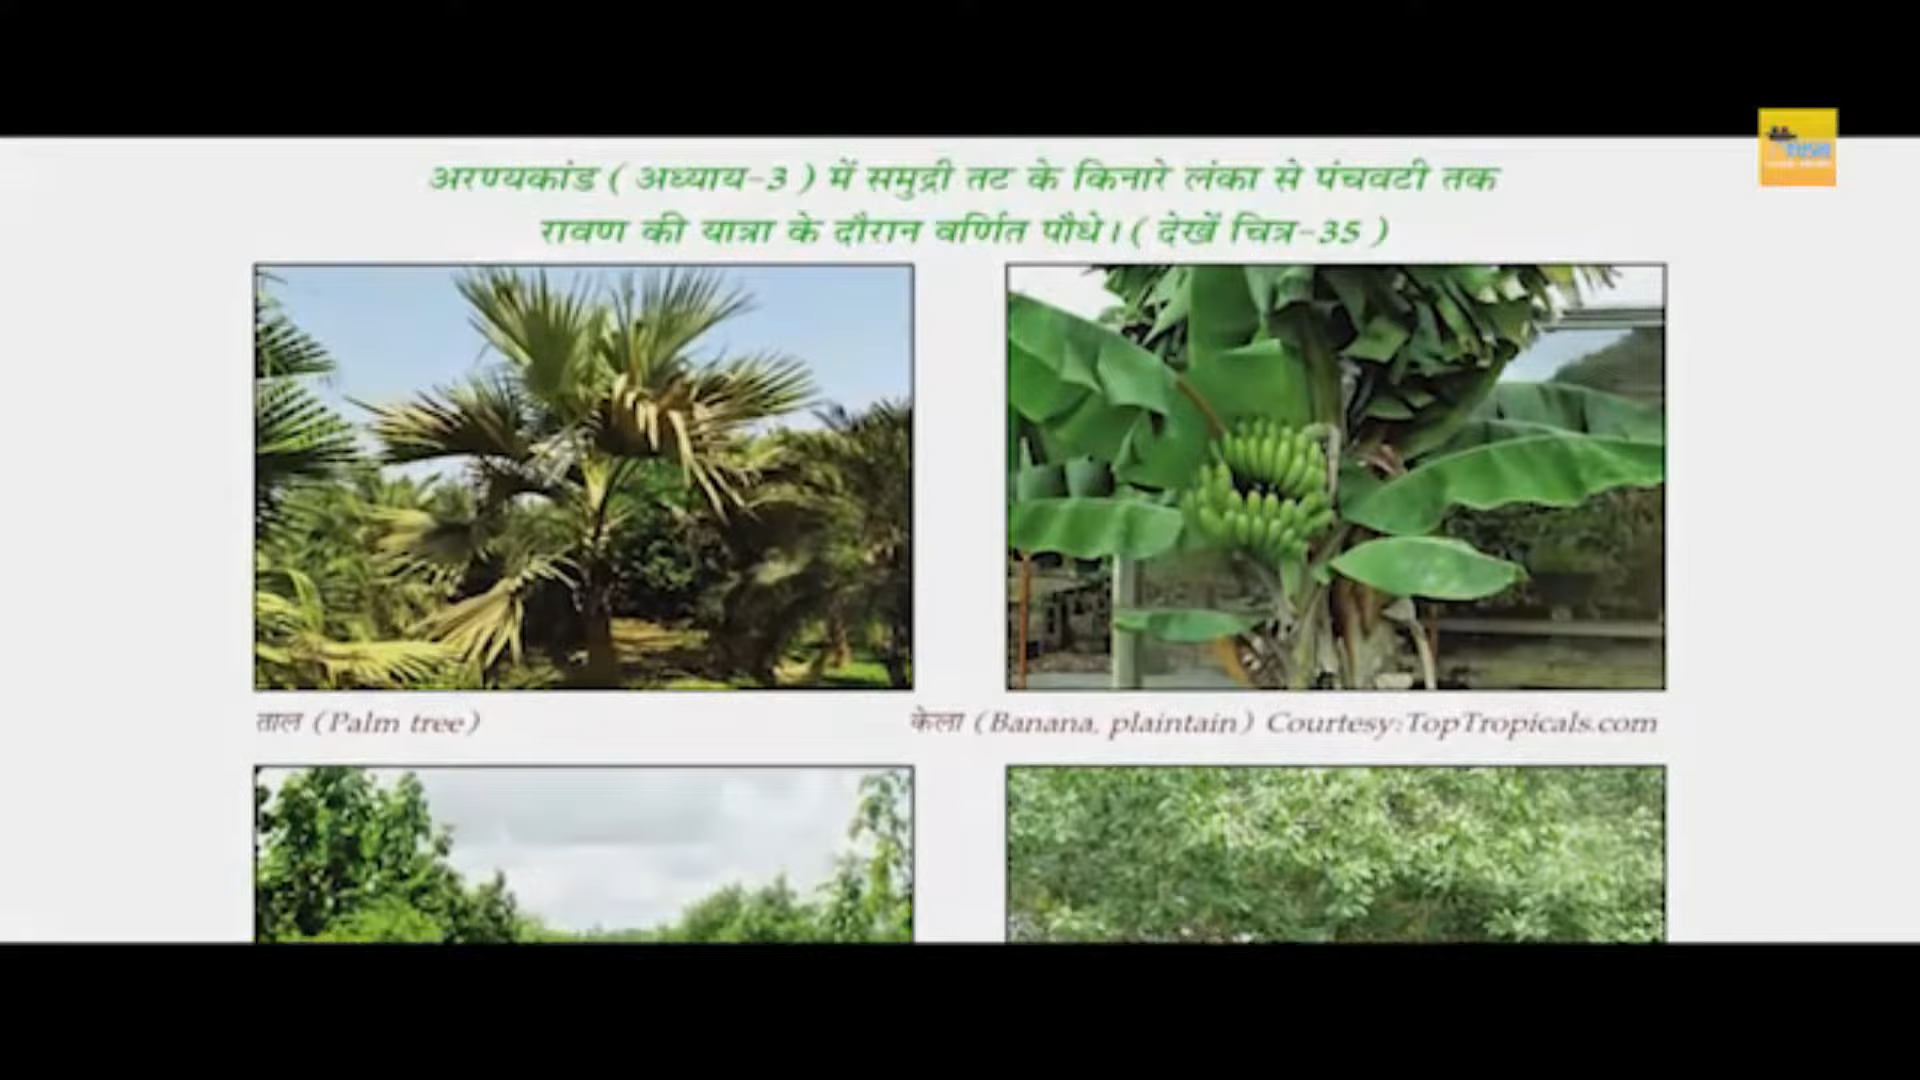 अरण्यकांड ( अध्याय-3 ) में समुद्री तट के किनारे लंका से पंचवटी तक
रावण की यात्रा के दौरान वर्णित पौधे। ( देखें चित्र-35 )
ताल (Palm tree)
केला (Banana, plaintain) Courtesy:TopTropicals.com